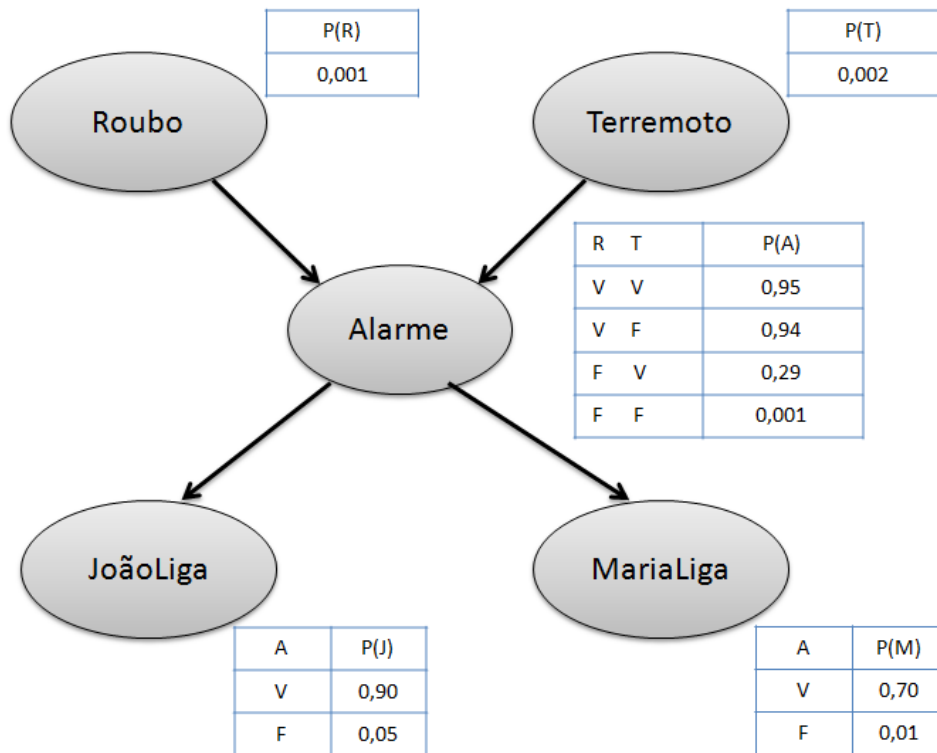 P(R)
0,001
P(T)
0,002
Roubo
Terremoto
R T P(A)
V V 0,95
V F 0,94
F V 0,29
F F 0,001
Alarme
JoãoLiga
MariaLiga
A P(J)
V 0,90
F 0,05
A P(M)
V 0,70
F 0,01